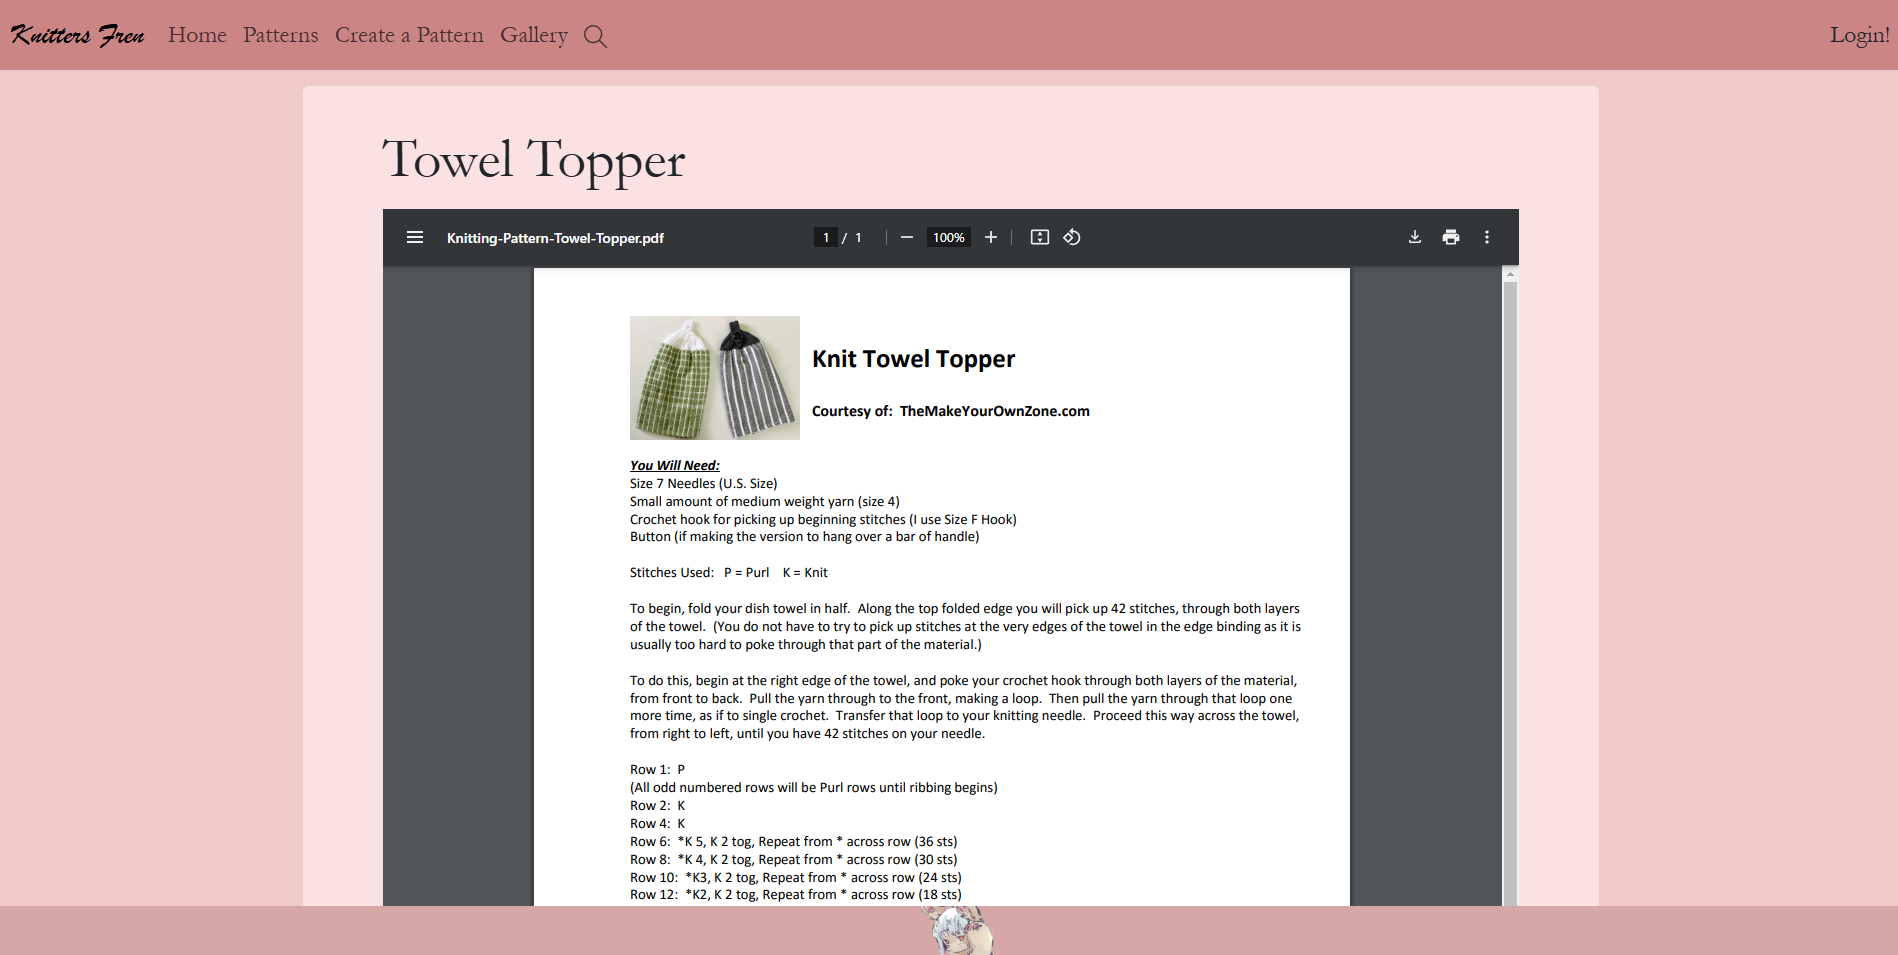 Knitters Fren Home Patterns Create a Pattern Gallery Login!
Towel Topper
Knitting-Pattern-Towel-Topper.pdf 1 / 1 100%
Knit Towel Topper
Courtesy of: TheMakeYourOwnZone.com
You Will Need:
Size 7 Needles (U.S. Size)
Small amount of medium weight yarn (size 4)
Crochet hook for picking up beginning stitches (I use Size F Hook)
Button (if making the version to hang over a bar of handle)
Stitches Used: P = Purl K = Knit
To begin, fold your dish towel in half. Along the top folded edge you will pick up 42 stitches, through both layers
of the towel. (You do not have to try to pick up stitches at the very edges of the towel in the edge binding as it is
usually too hard to poke through that part of the material.)
To do this, begin at the right edge of the towel, and poke your crochet hook through both layers of the material,
from front to back. Pull the yarn through to the front, making a loop. Then pull the yarn through that loop one
more time, as if to single crochet. Transfer that loop to your knitting needle. Proceed this way across the towel,
from right to left, until you have 42 stitches on your needle.
Row 1: P
(All odd numbered rows will be Purl rows until ribbing begins)
Row 2: K
Row 4: K
Row 6: *K 5, K 2 tog, Repeat from * across row (36 sts)
Row 8: *K 4, K 2 tog, Repeat from * across row (30 sts)
Row 10: *K3, K 2 tog, Repeat from * across row (24 sts)
Row 12: *K2, K 2 tog, Repeat from * across row (18 sts)